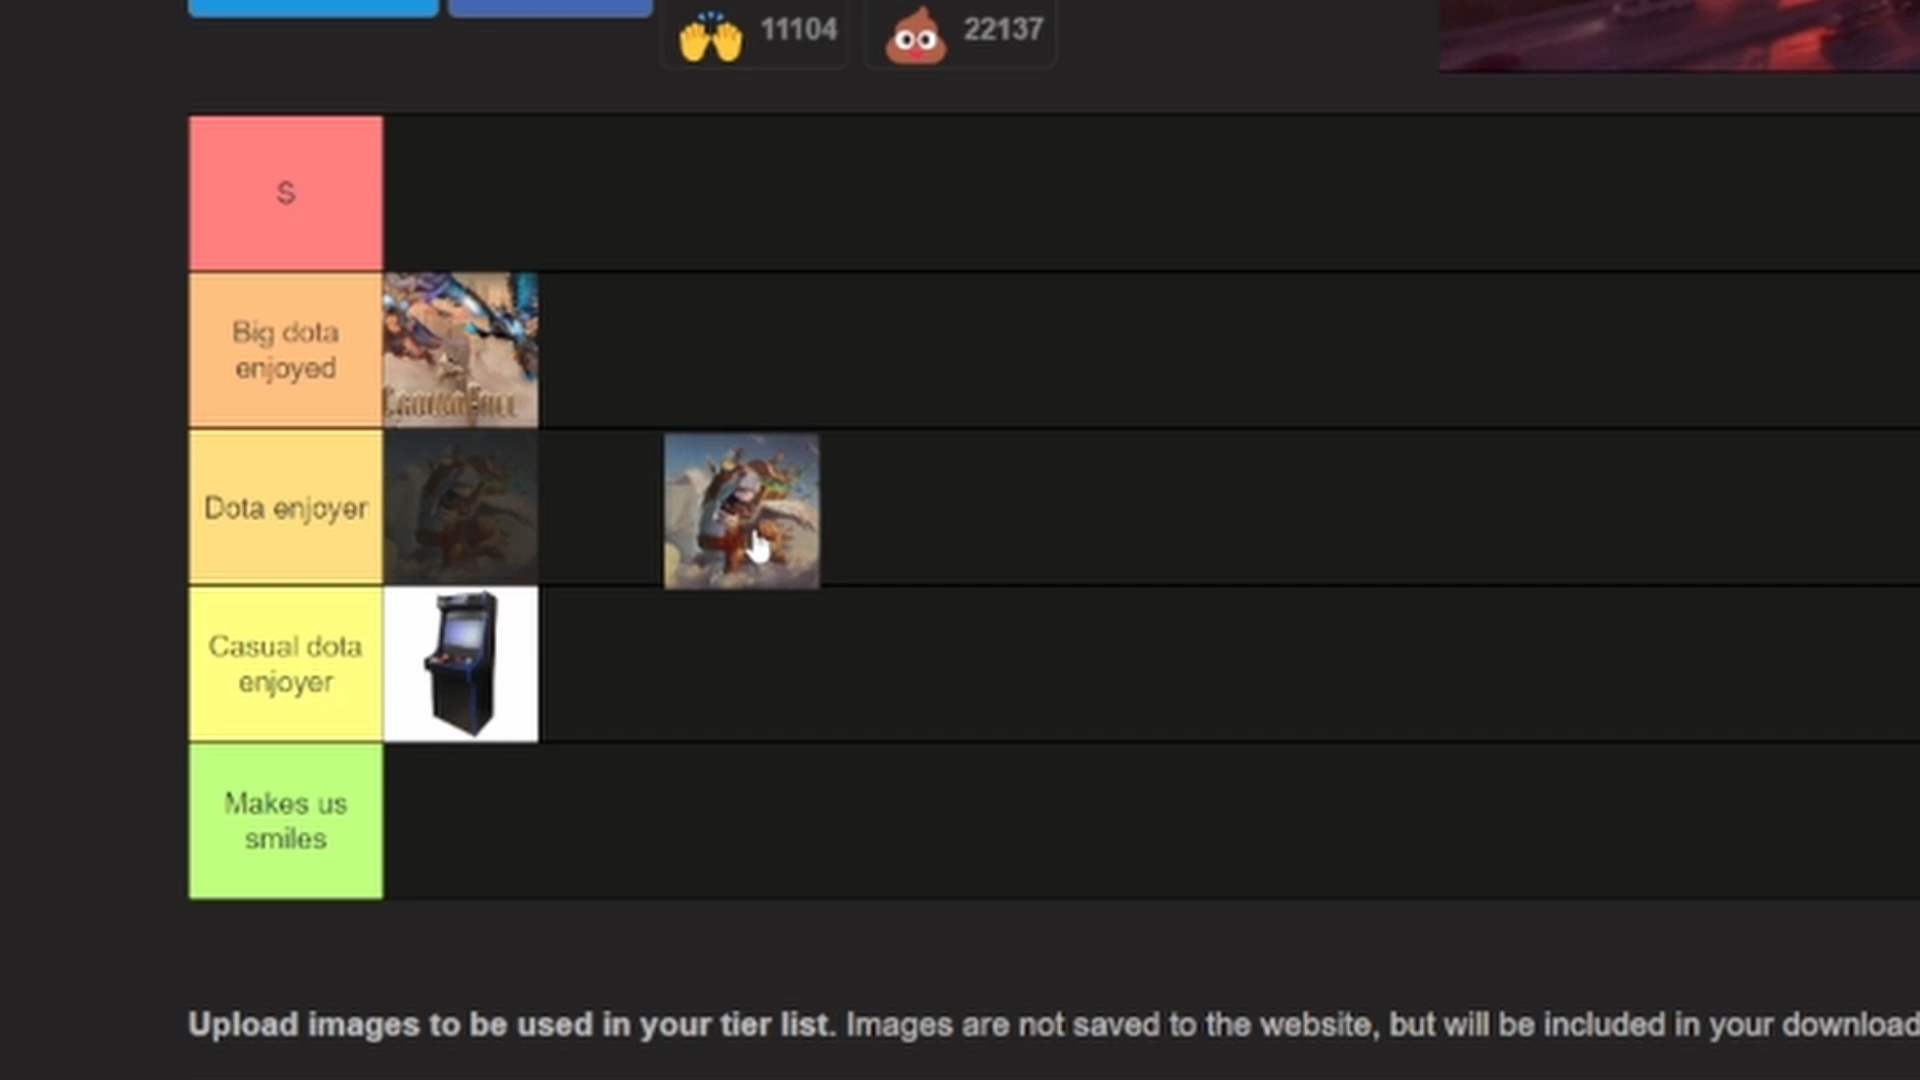 11104
22137
S
Big dota
enjoyed
CROWNFALL
Dota enjoyer
Casual dota
enjoyer
Makes us
smiles
Upload images to be used in your tier list. Images are not saved to the website, but will be included in your download